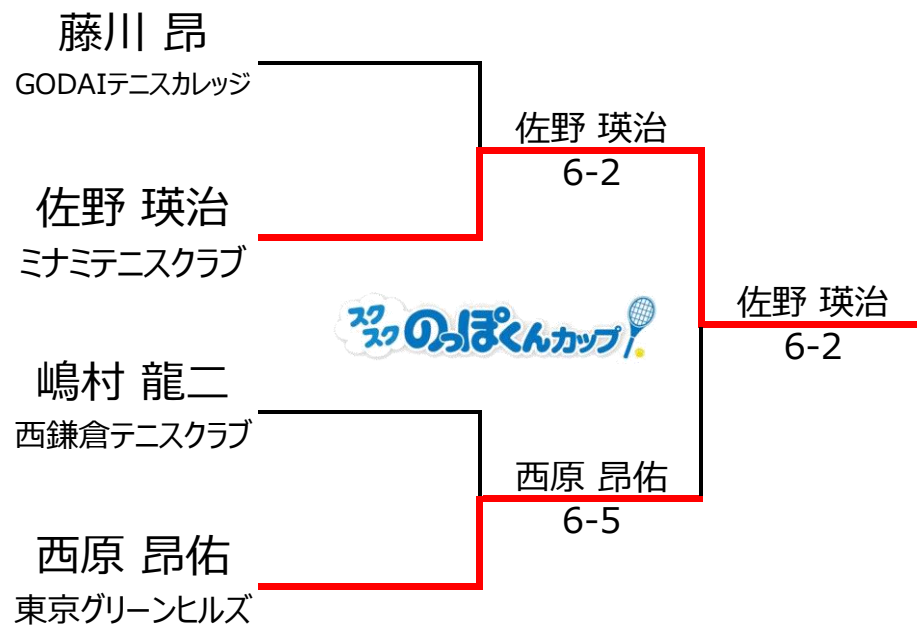 藤川 昂
GODAIテニスカレッジ
佐野 瑛治
6-2
佐野 瑛治
ミナミテニスクラブ
スク
スク のっぽくんカップ
佐野 瑛治
6-2
嶋村 龍二
西鎌倉テニスクラブ
西原 昂佑
6-5
西原 昂佑
東京グリーンヒルズ